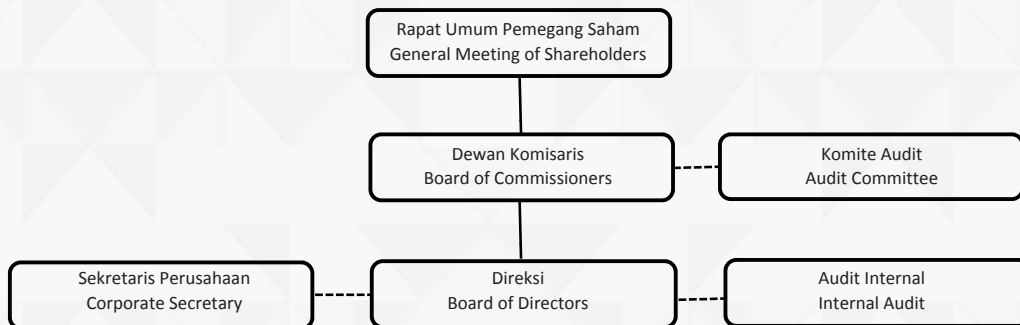 Rapat Umum Pemegang Saham
General Meeting of Shareholders
Dewan Komisaris
Board of Commissioners
Komite Audit
Audit Committee
Sekretaris Perusahaan
Corporate Secretary
Direksi
Board of Directors
Audit Internal
Internal Audit